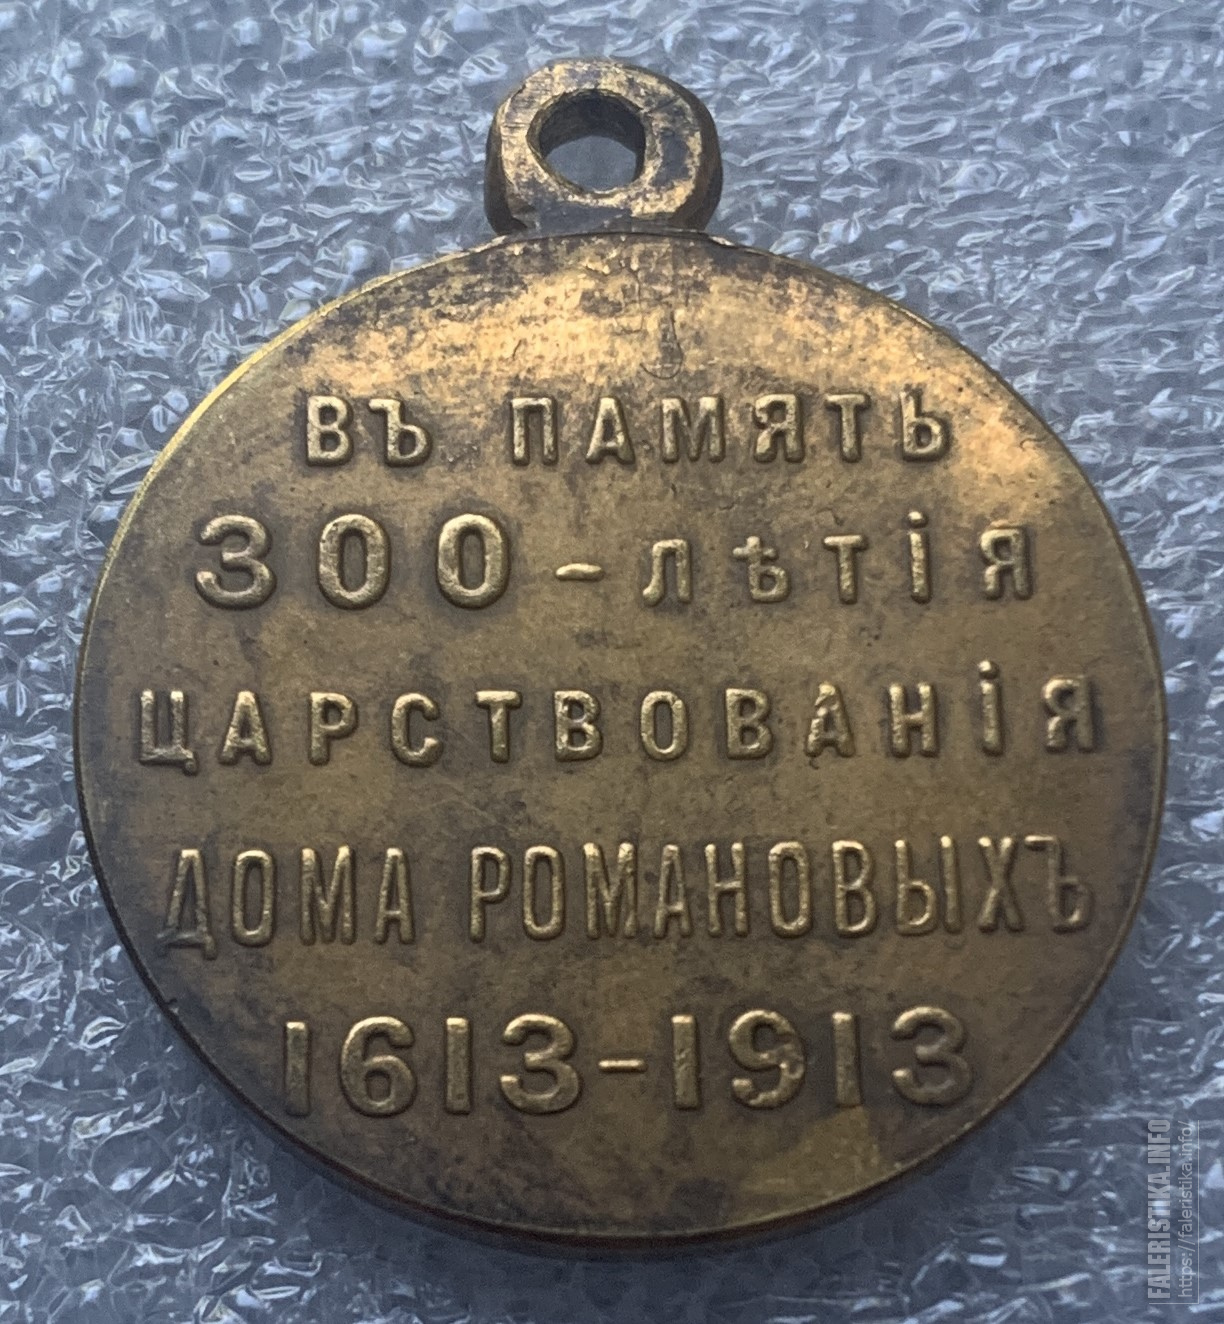 ВЪ ПАМЯТЬ
300-лѣтія
ЦАРСТВОВАНІЯ
ДОМА РОМАНОВЫХЪ
1613-1913
FALERISTIKA.INFO
https://faleristika.info/